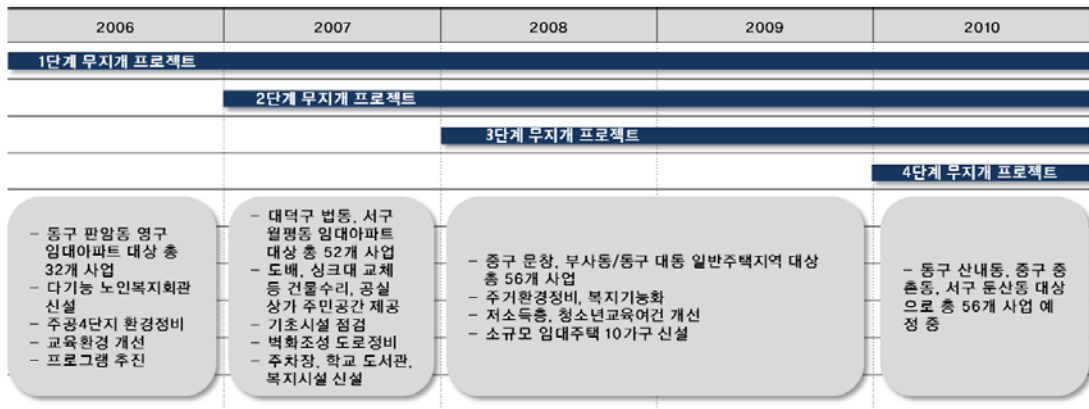 2006
2007
2008
2009
2010
1단계 무지개 프로젝트
2단계 무지개 프로젝트
3단계 무지개 프로젝트
4단계 무지개 프로젝트
– 동구 판암동 영구
임대아파트 대상 총
32개 사업
– 다기능 노인복지회관
신설
– 주공4단지 환경정비
– 교육환경 개선
– 프로그램 추진
– 대덕구 법동, 서구
월평동 임대아파트
대상 총 52개 사업
– 도배, 싱크대 교체
등 건물수리, 공실
상가 주민공간 제공
– 기초시설 점검
– 벽화조성 도로정비
– 주차장, 학교 도서관,
복지시설 신설
– 중구 문창, 부사동/동구 대동 일반주택지역 대상
총 56개 사업
– 주거환경정비, 복지기능화
– 저소득층, 청소년교육여건 개선
– 소규모 임대주택 10가구 신설
– 동구 산내동, 중구 중
촌동, 서구 둔산동 대상
으로 총 56개 사업 예
정 중